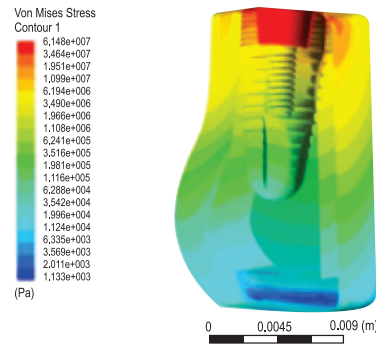 Von Mises Stress
Contour 1
6,148e+007
3,464e+007
1,951e+007
1,099e+007
6,194e+006
3,490e+006
1,966e+006
1,108e+006
6,241e+005
3,516e+005
1,981e+005
1,116e+005
6,288e+004
3,542e+004
1,996e+004
1,124e+004
6,335e+003
3,569e+003
2,011e+003
1,133e+003
(Pa)
0 0,0045 0,009 (m)